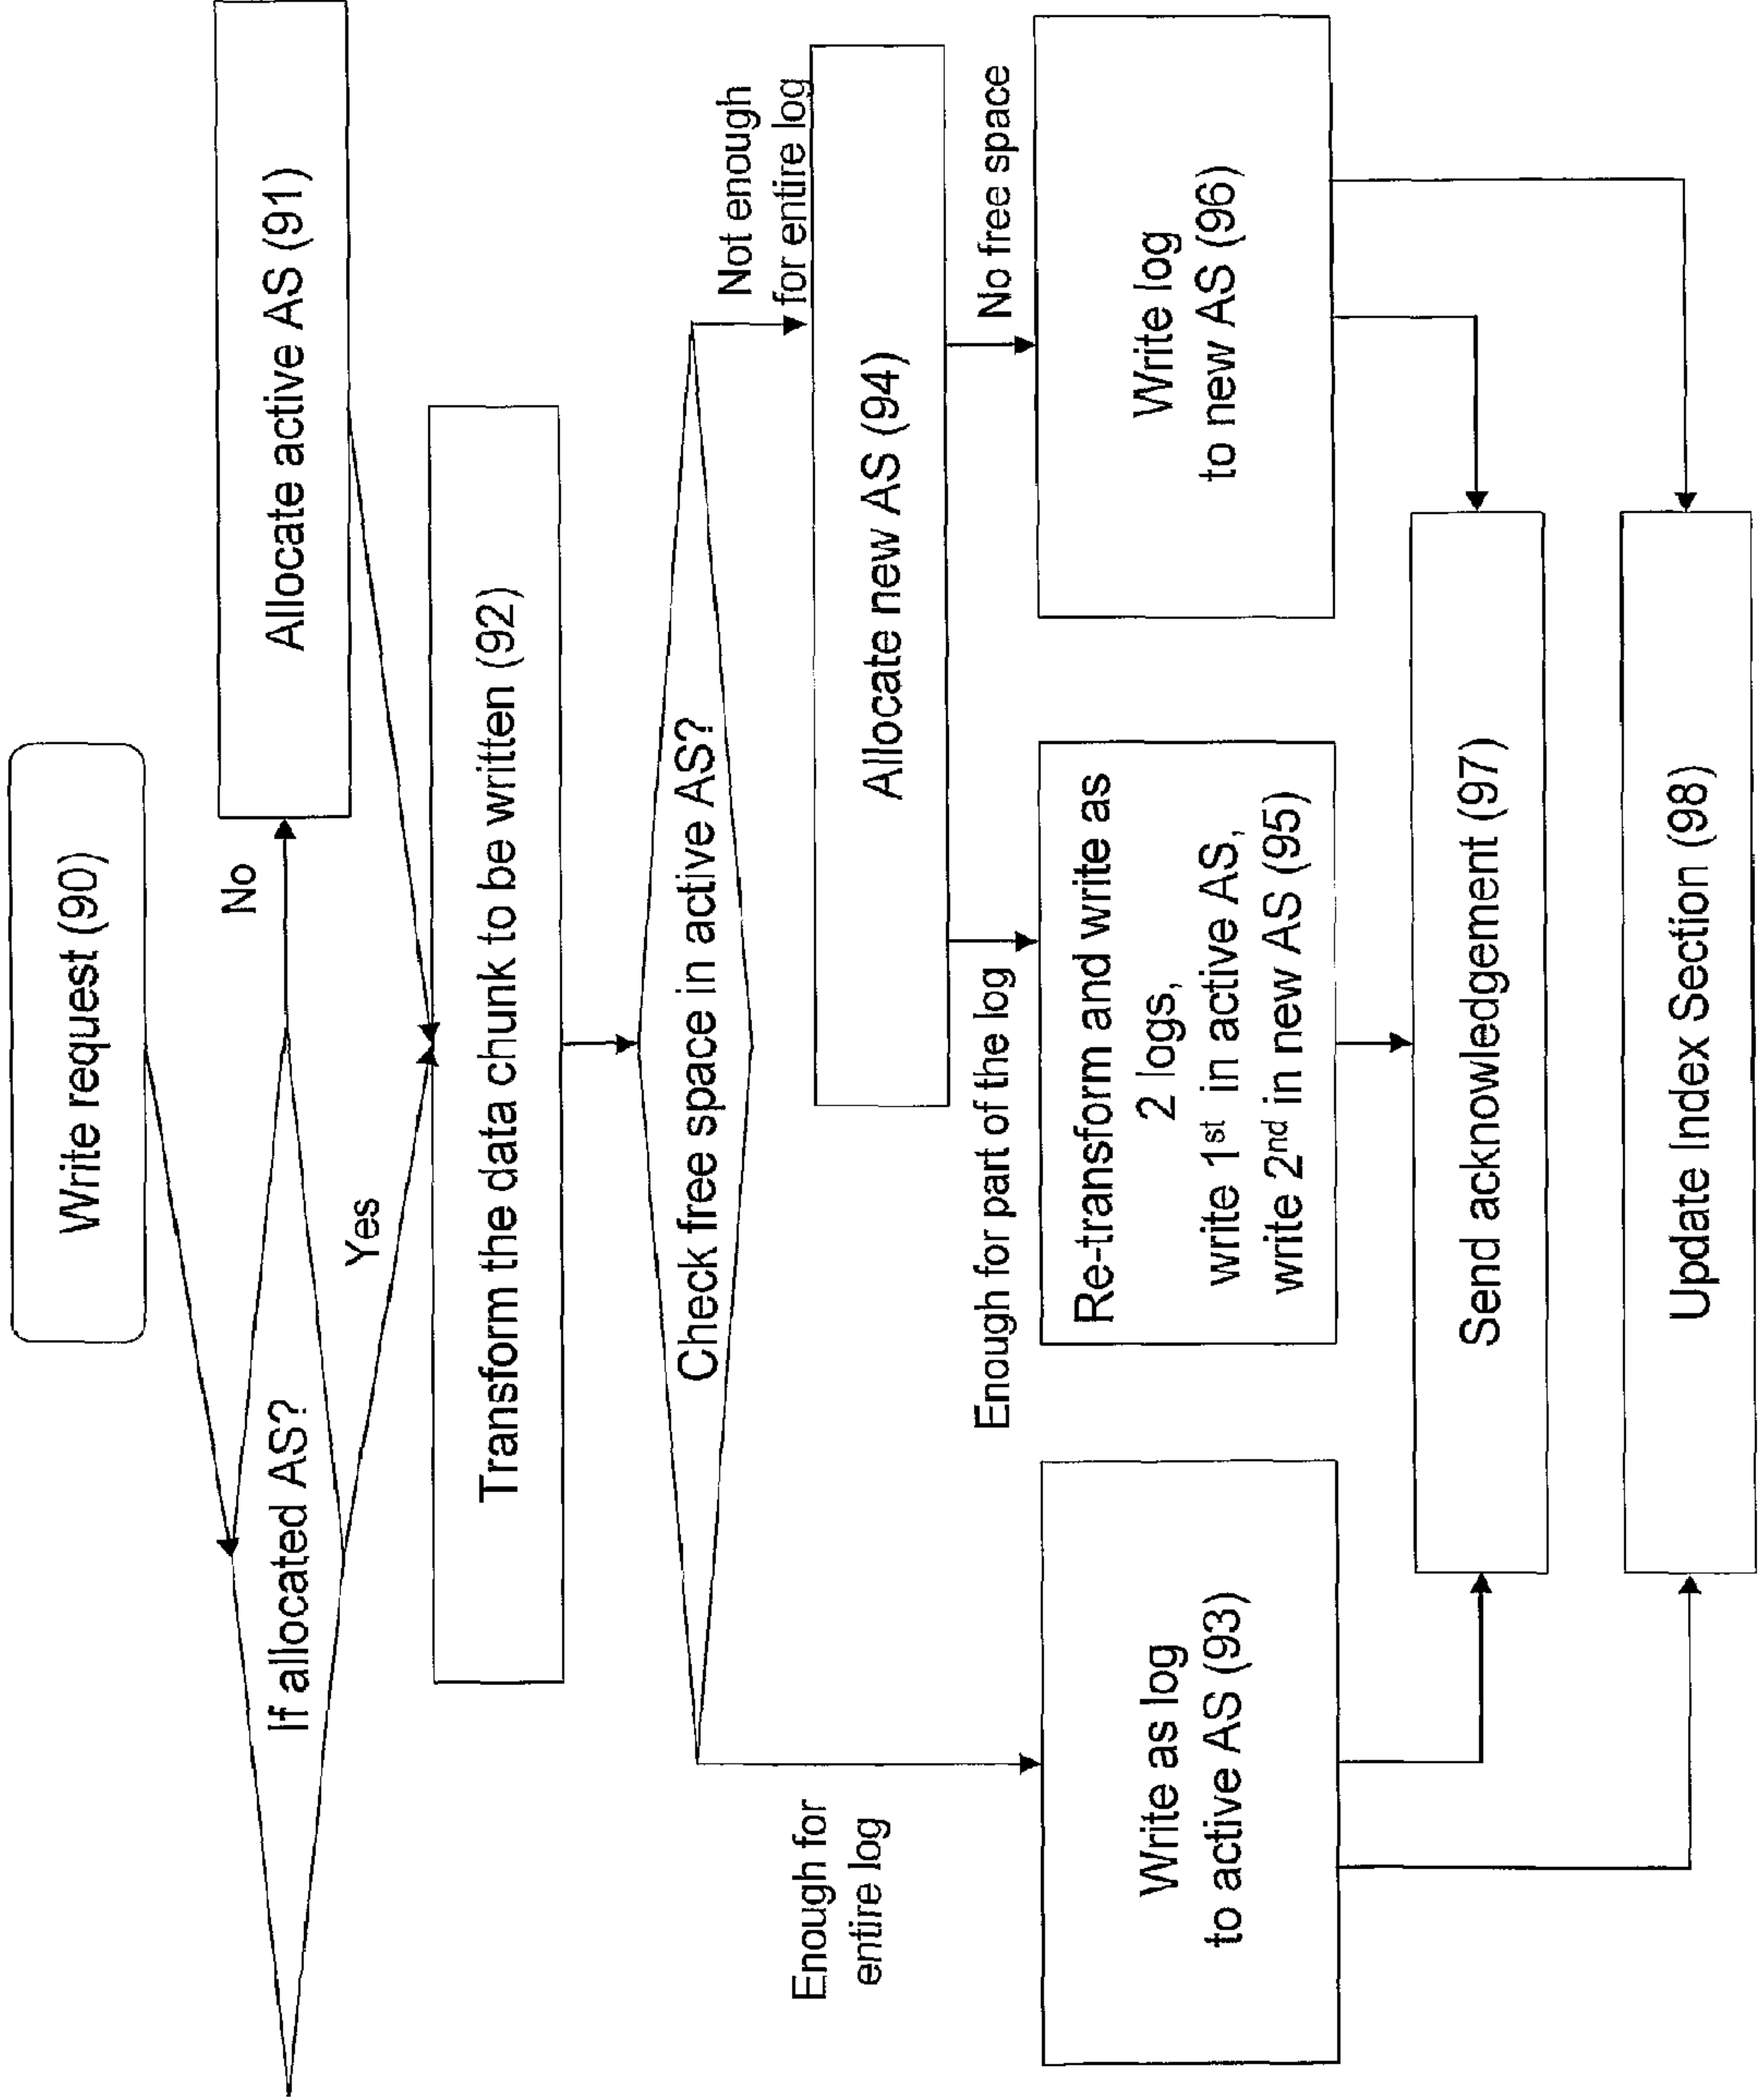 Write request (90)
If allocated AS?
No
Allocate active AS (91)
Yes
Transform the data chunk to be written (92)
Check free space in active AS?
Enough for
entire log
Not enough
for entire log
Allocate new AS (94)
Enough for part of the log
No free space
Write as log
to active AS (93)
Re-transform and write as
2 logs,
write 1st in active AS,
write 2nd in new AS (95)
Write log
to new AS (96)
Send acknowledgement (97)
Update Index Section (98)